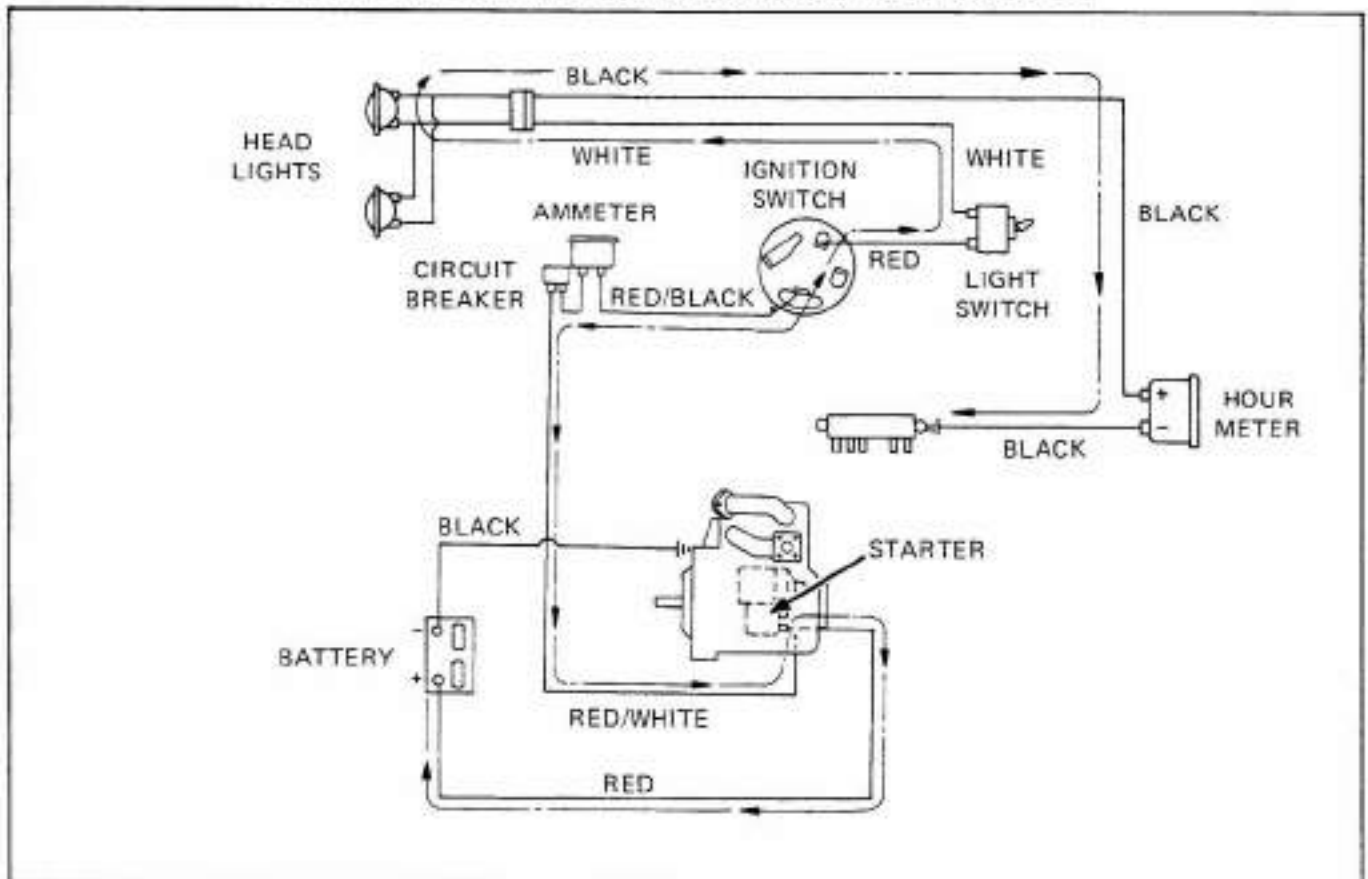 BLACK
HEAD
LIGHTS
WHITE
IGNITION
SWITCH
WHITE
AMMETER
BLACK
CIRCUIT
BREAKER
RED/BLACK
RED
LIGHT
SWITCH
+
-
HOUR
METER
BLACK
BLACK
STARTER
BATTERY
-
+
RED/WHITE
RED